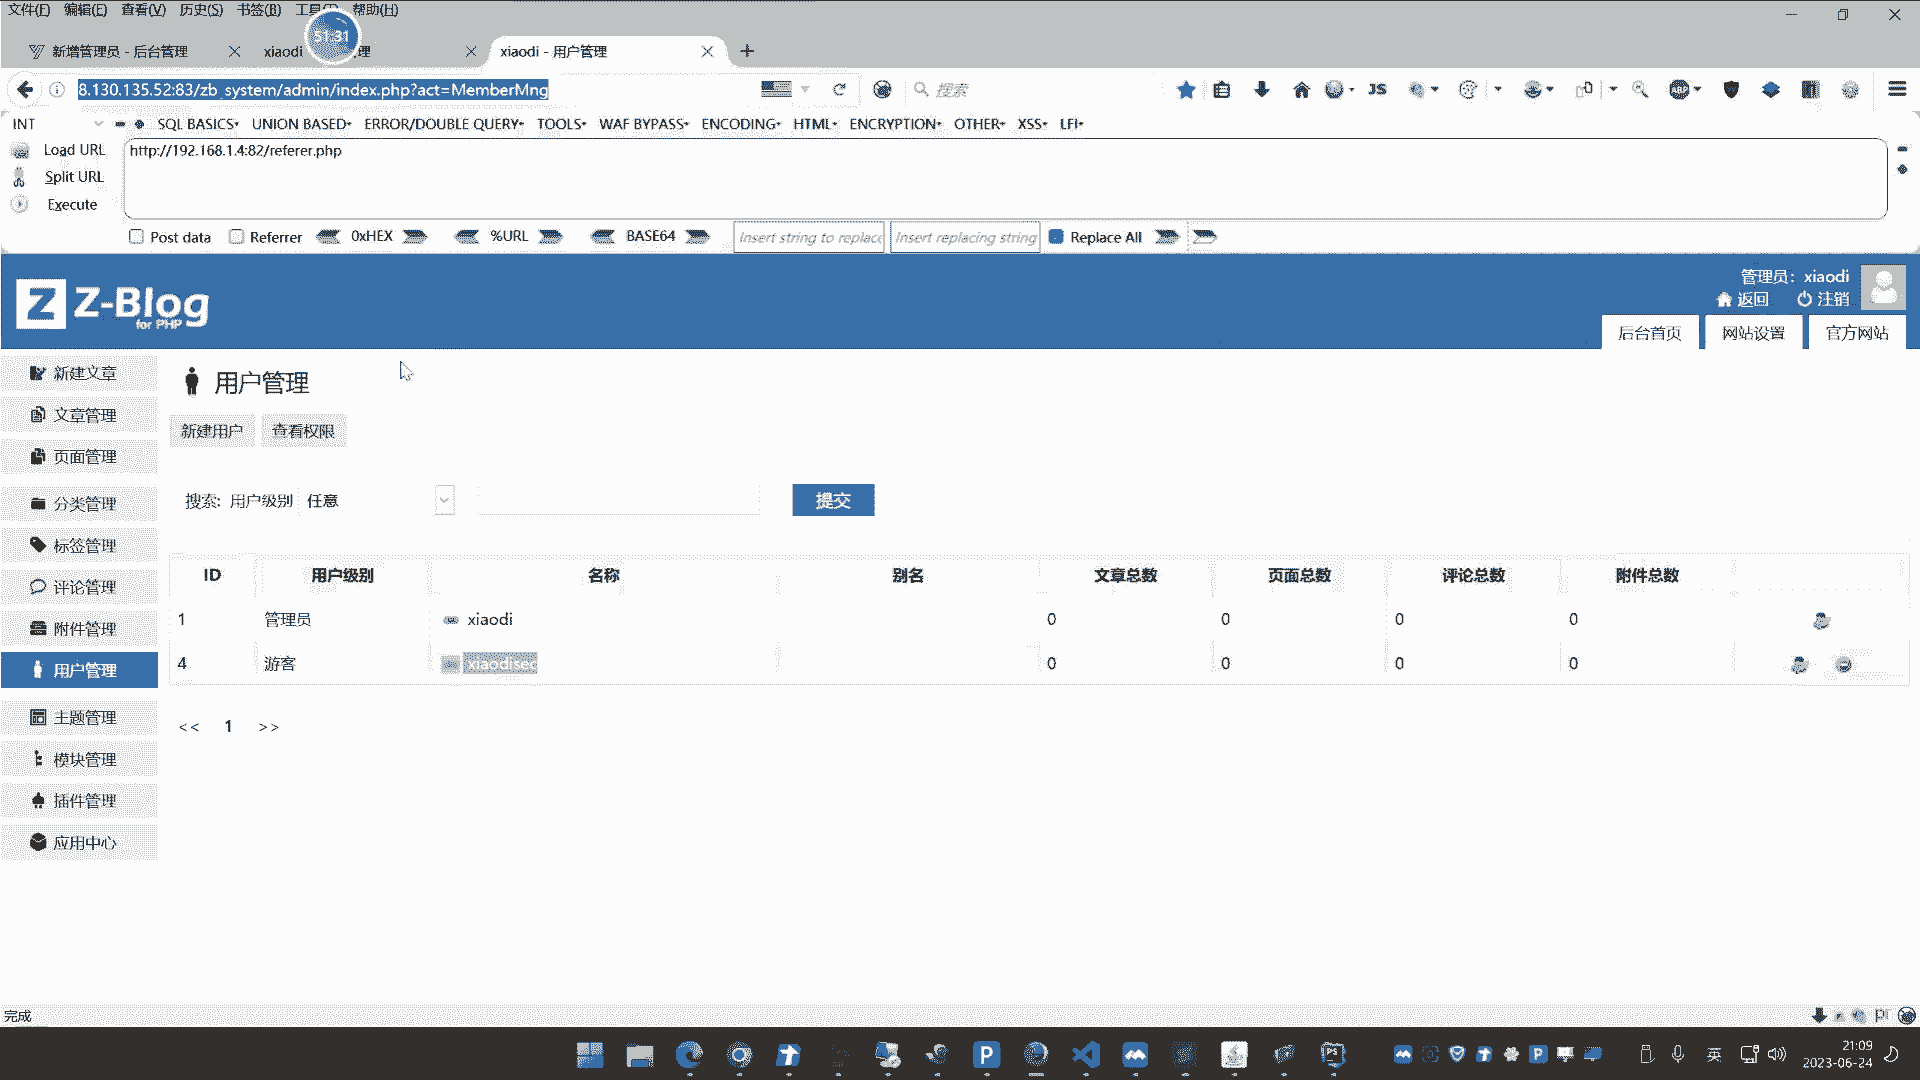 文件(F) 编辑(E) 查看(V) 历史(S) 书签(B) 帮助(H)
51:31
新增管理员 - 后台管理
xiaodi
xiaodi - 用户管理
8.130.135.52:83/zb_system/admin/index.php?act=MemberMng
搜索
JS
ABP
INT
SQL BASICS
UNION BASED
ERROR/DOUBLE QUERY
TOOLS
WAF BYPASS
ENCODING
HTML
ENCRYPTION
OTHER
XSS
LFI
Load URL
http://192.168.1.4:82/referer.php
Split URL
Execute
Post data
Referrer
0xHEX
%URL
BASE64
Insert string to replace
Insert replacing string
Replace All
Z-Blog
for PHP
管理员: xiaodi
返回
注销
后台首页
网站设置
官方网站
新建文章
文章管理
页面管理
分类管理
标签管理
评论管理
附件管理
用户管理
主题管理
模块管理
插件管理
应用中心
用户管理
新建用户
查看权限
搜索: 用户级别 任意
提交
ID 用户级别 名称 别名 文章总数 页面总数 评论总数 附件总数
1 管理员 xiaodi 0 0 0 0
4 游客 xiaodisec 0 0 0 0
<< 1 >>
完成
英
21:09
2023-06-24